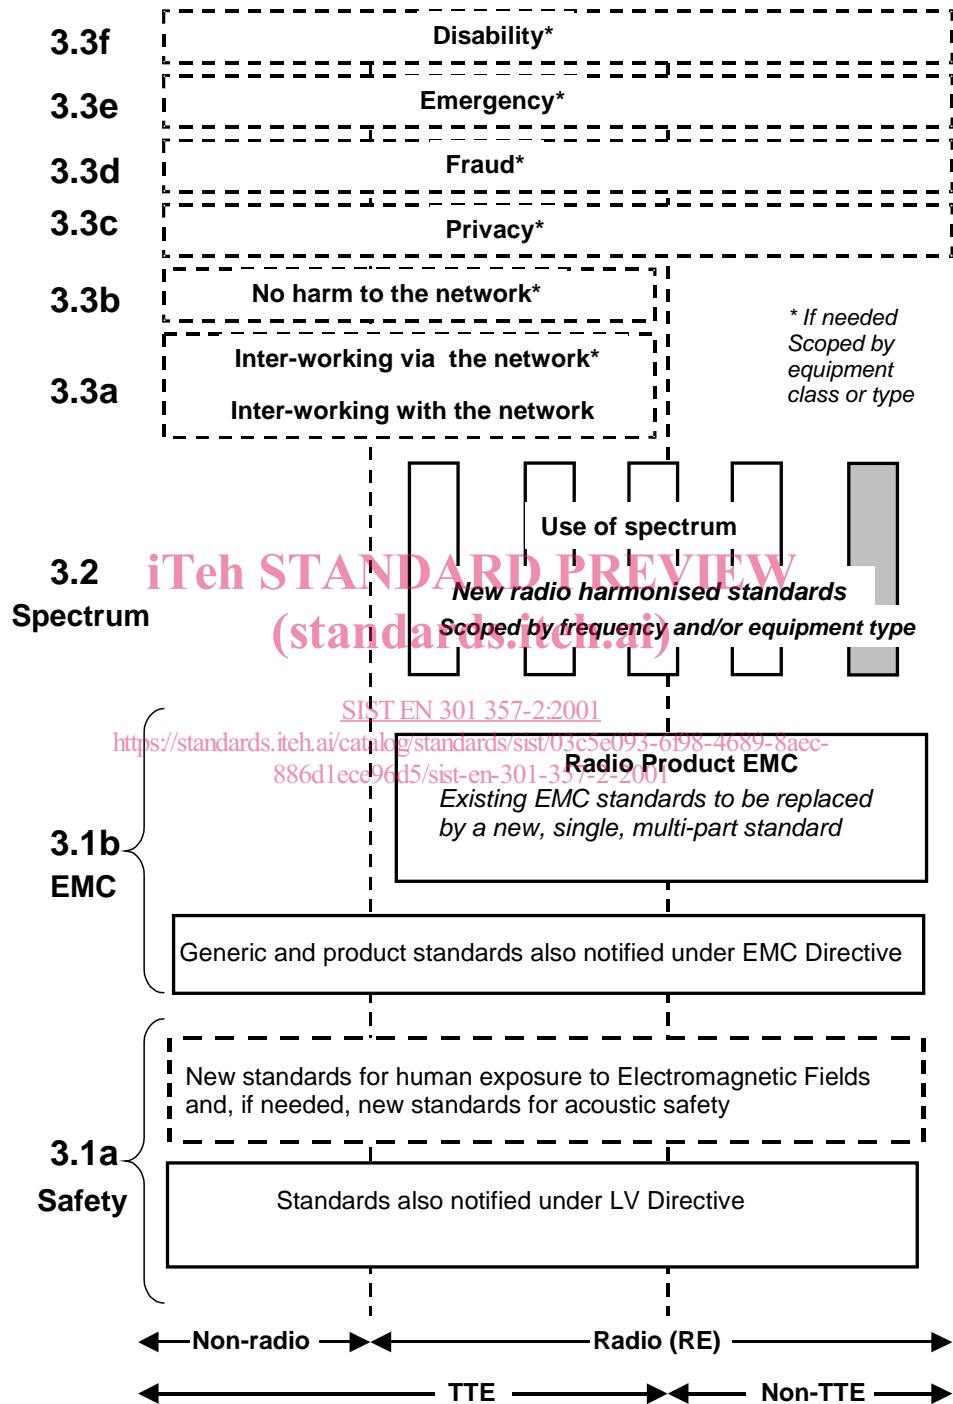 3.3f
Disability*
3.3e
Emergency*
3.3d
Fraud*
3.3c
Privacy*
3.3b
No harm to the network*
* If needed
Scoped by
equipment
class or type
3.3a
Inter-working via the network*
Inter-working with the network
Use of spectrum
3.2
Spectrum
iTeh STANDARD PREVIEW
New radio harmonised standards
(standards.iteh.ai)
Scoped by frequency and/or equipment type
SIST EN 301 357-2:2001
https://standards.iteh.ai/catalog/standards/sist/03c5e093-6f98-4689-8aec-
886d1ece96d5/sist-en-301-357-2-2001
Radio Product EMC
Existing EMC standards to be replaced
by a new, single, multi-part standard
3.1b
EMC
Generic and product standards also notified under EMC Directive
New standards for human exposure to Electromagnetic Fields
and, if needed, new standards for acoustic safety
3.1a
Safety
Standards also notified under LV Directive
Non-radio
Radio (RE)
TTE
Non-TTE